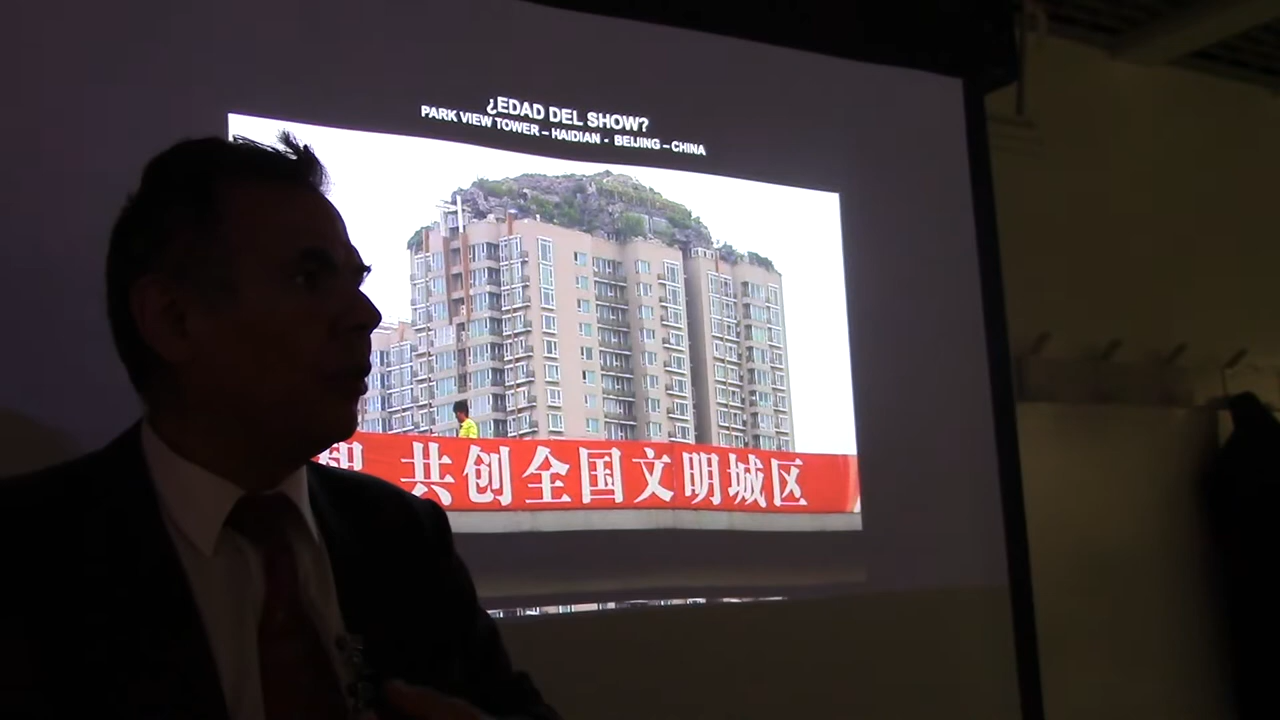 ¿EDAD DEL SHOW?
PARK VIEW TOWER – HAIDIAN - BEIJING – CHINA
共创全国文明城区